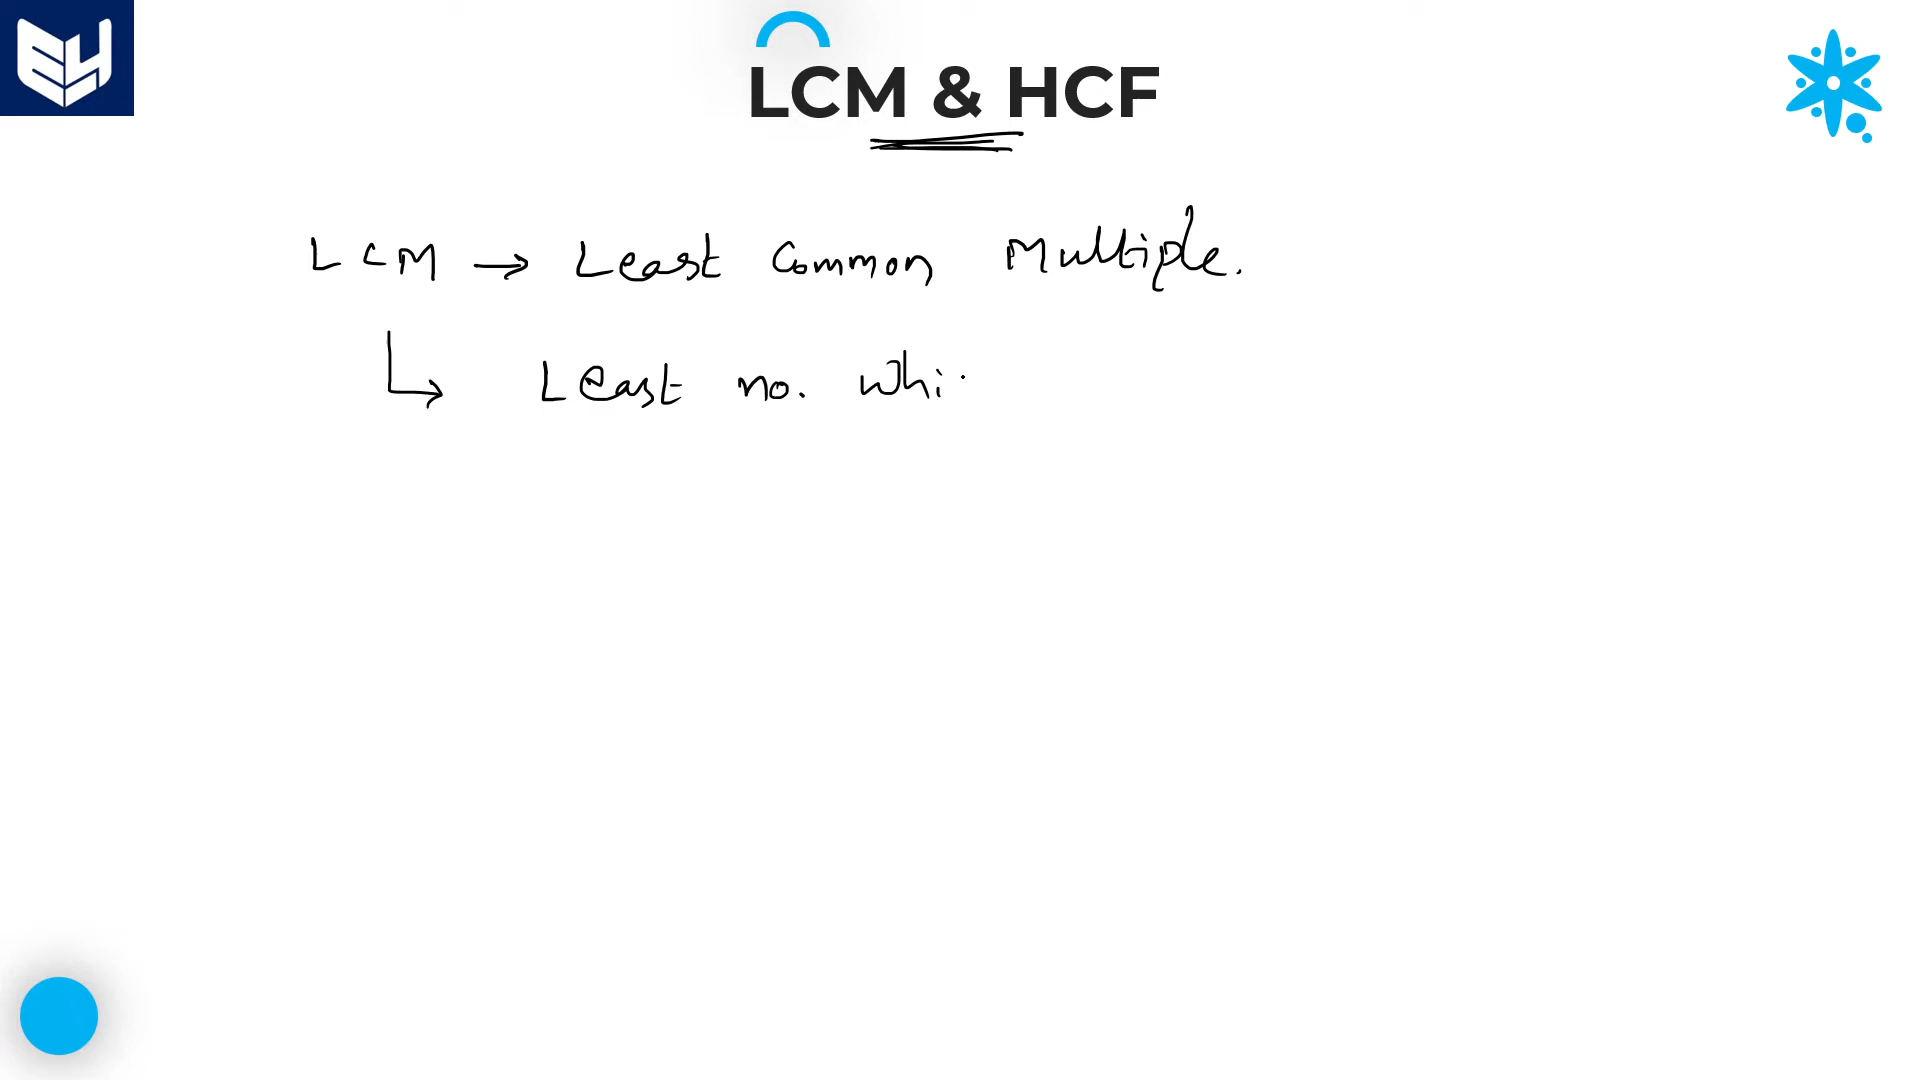 LCM & HCF
LCM → Least Common Multiple.
↳ Least no. whi